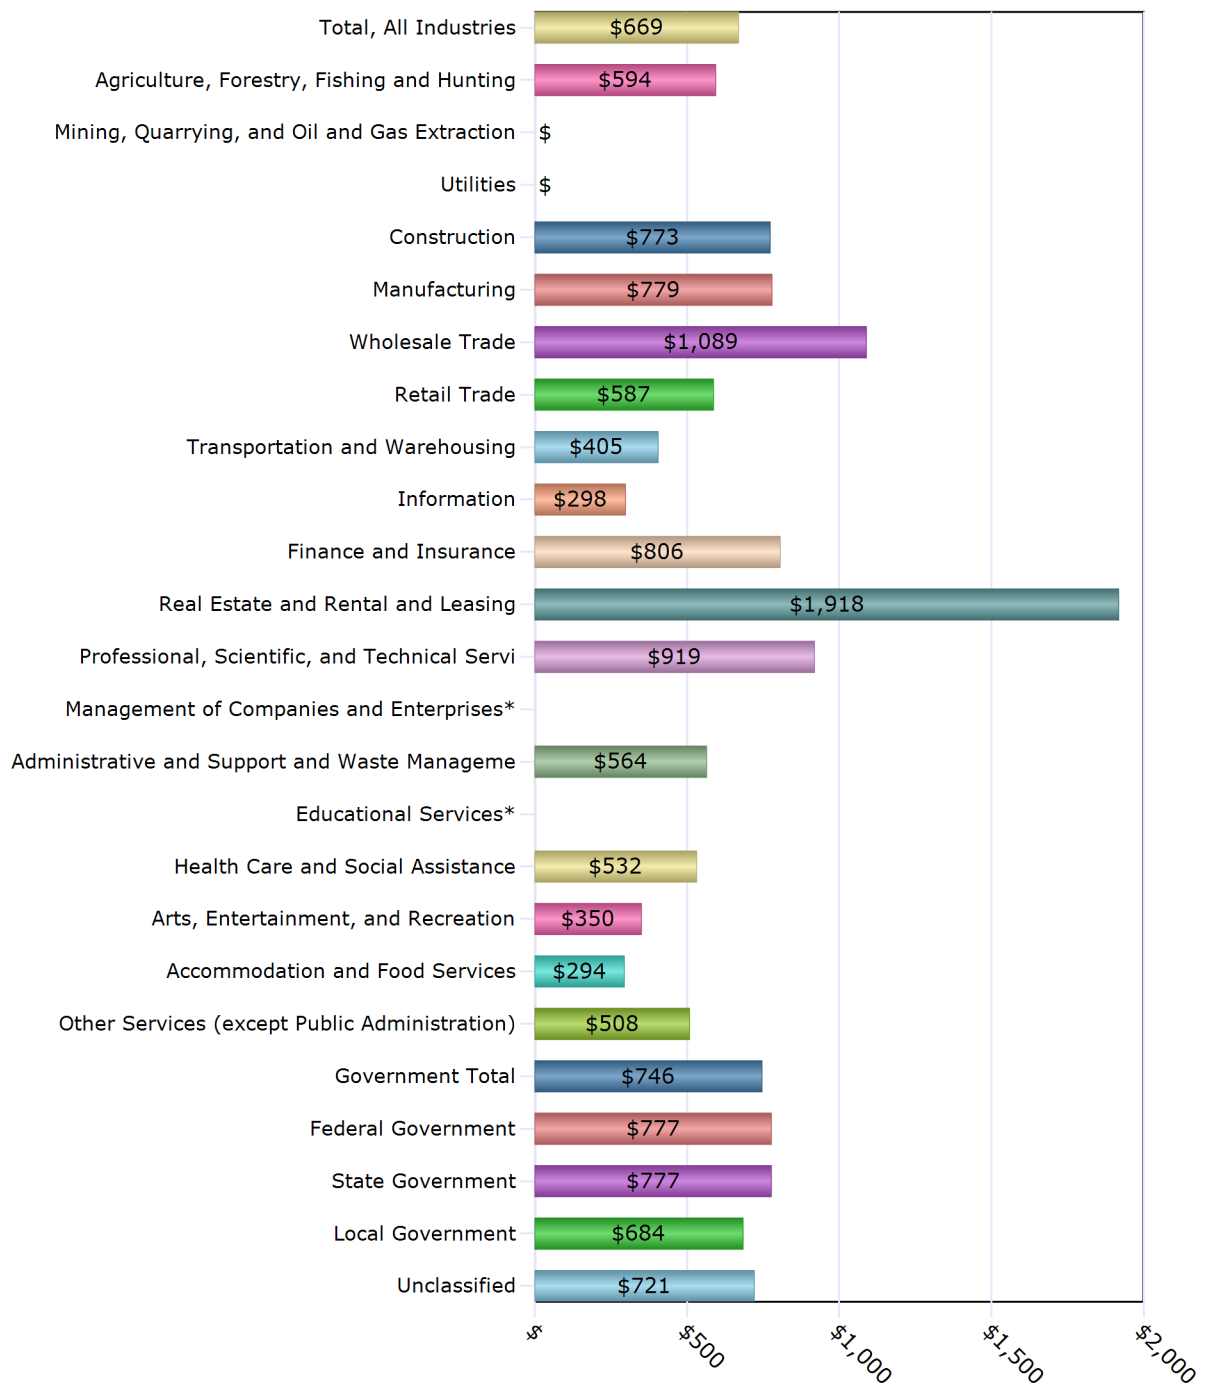 Total, All Industries $669
Agriculture, Forestry, Fishing and Hunting $594
Mining, Quarrying, and Oil and Gas Extraction $
Utilities $
Construction $773
Manufacturing $779
Wholesale Trade $1,089
Retail Trade $587
Transportation and Warehousing $405
Information $298
Finance and Insurance $806
Real Estate and Rental and Leasing $1,918
Professional, Scientific, and Technical Servi $919
Management of Companies and Enterprises*
Administrative and Support and Waste Manageme $564
Educational Services*
Health Care and Social Assistance $532
Arts, Entertainment, and Recreation $350
Accommodation and Food Services $294
Other Services (except Public Administration) $508
Government Total $746
Federal Government $777
State Government $777
Local Government $684
Unclassified $721
$ $500 $1,000 $1,500 $2,000